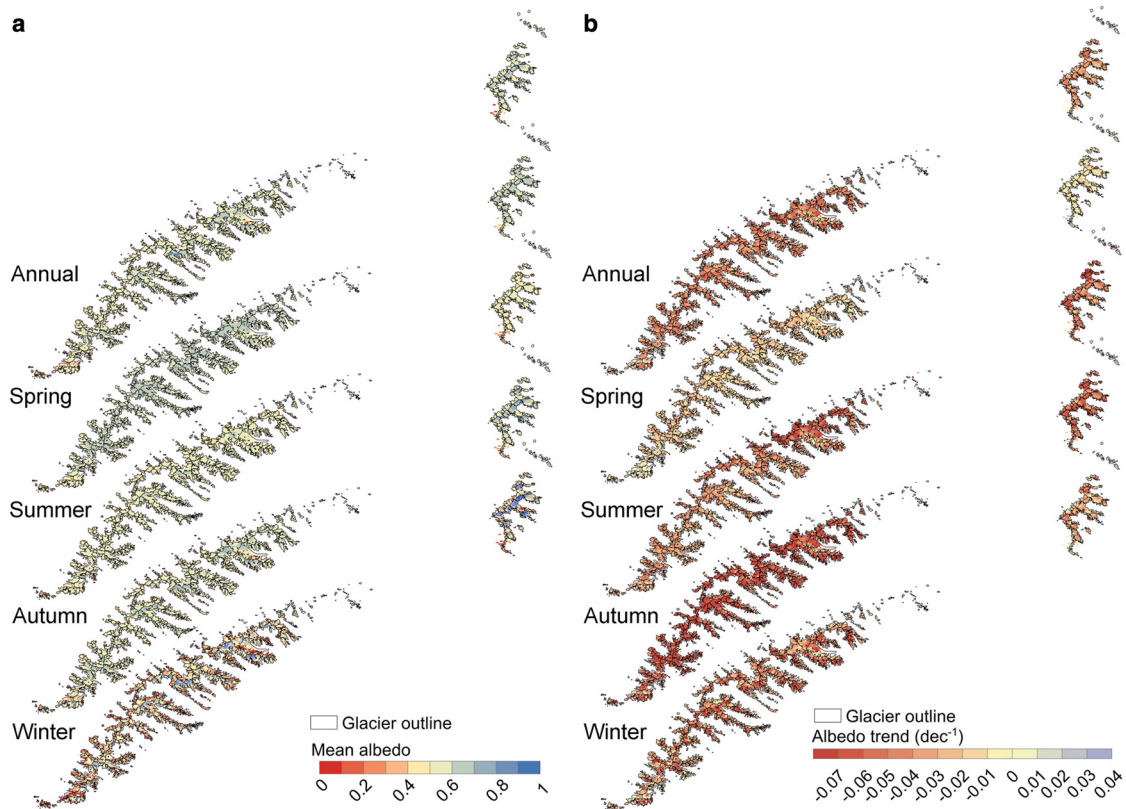 a
b
Annual
Spring
Summer
Autumn
Winter
Glacier outline
Mean albedo
0
0.2
0.4
0.6
0.8
1
Annual
Spring
Summer
Autumn
Winter
Glacier outline
Albedo trend (dec⁻¹)
-0.07
-0.06
-0.05
-0.04
-0.03
-0.02
-0.01
0
0.01
0.02
0.03
0.04